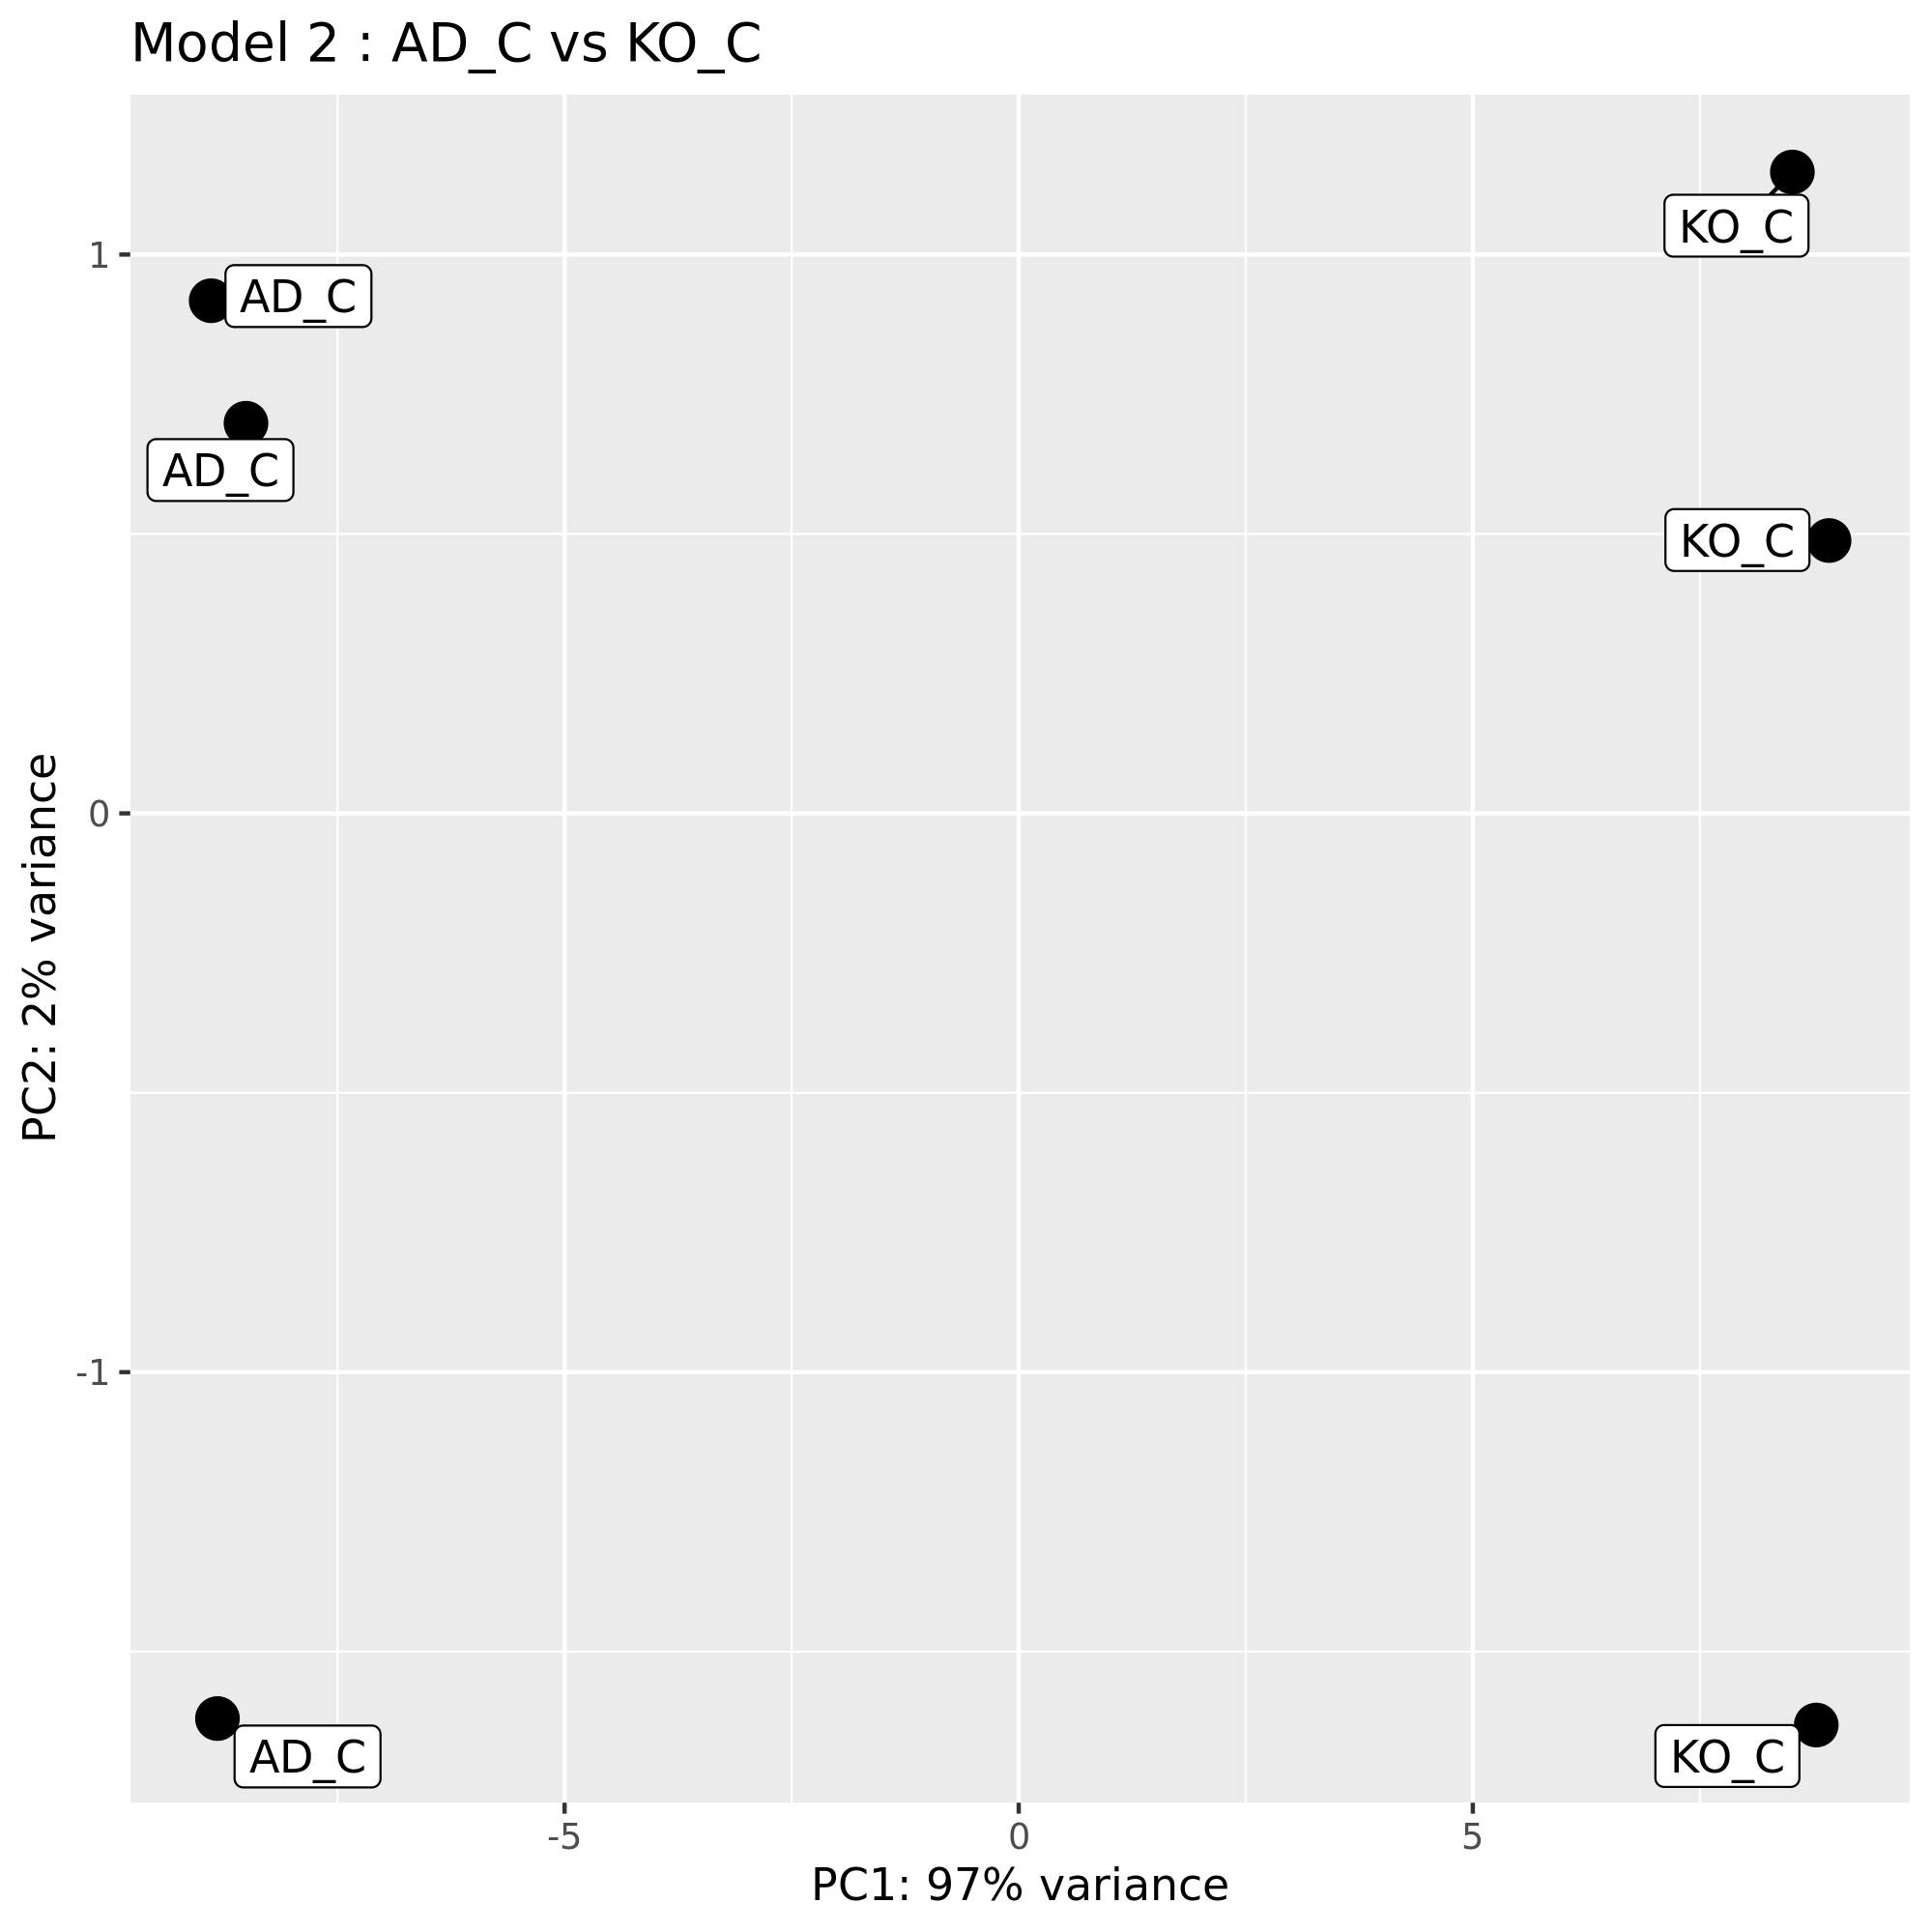 Model 2 : AD_C vs KO_C
KO_C
1
AD_C
AD_C
KO_C
PC2: 2% variance
0
-1
AD_C
KO_C
-5
0
5
PC1: 97% variance